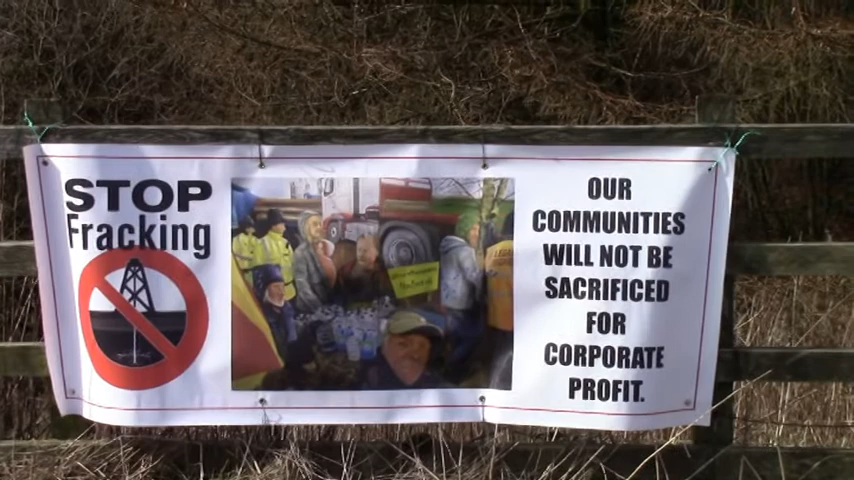 STOP
Fracking
OUR
COMMUNITIES
WILL NOT BE
SACRIFICED
FOR
CORPORATE
PROFIT.